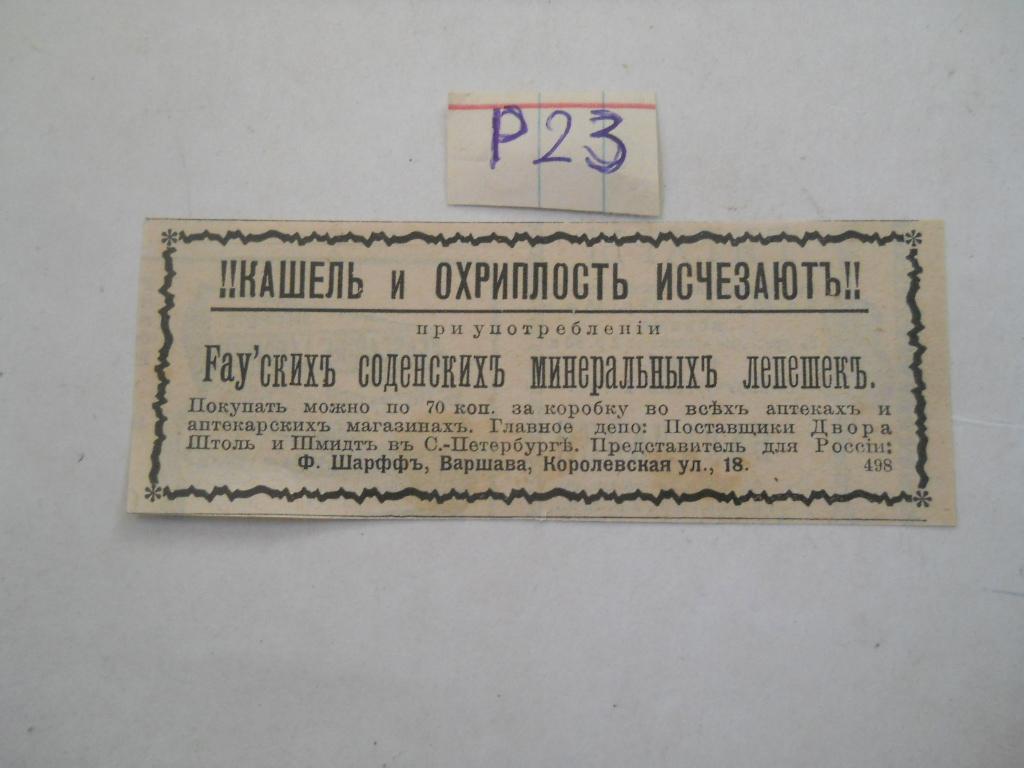 P23
!!КАШЕЛЬ и ОХРИПЛОСТЬ ИСЧЕЗАЮТЪ!!
при употребленіи
Fay'скихъ соденскихъ минеральныхъ лепешекъ.
Покупать можно по 70 коп. за коробку во всѣхъ аптекахъ и
аптекарскихъ магазинахъ. Главное депо: Поставщики Двора
Штоль и Шмидтъ въ С.-Петербургѣ. Представитель для Россіи:
Ф. Шарффъ, Варшава, Королевская ул., 18. 498